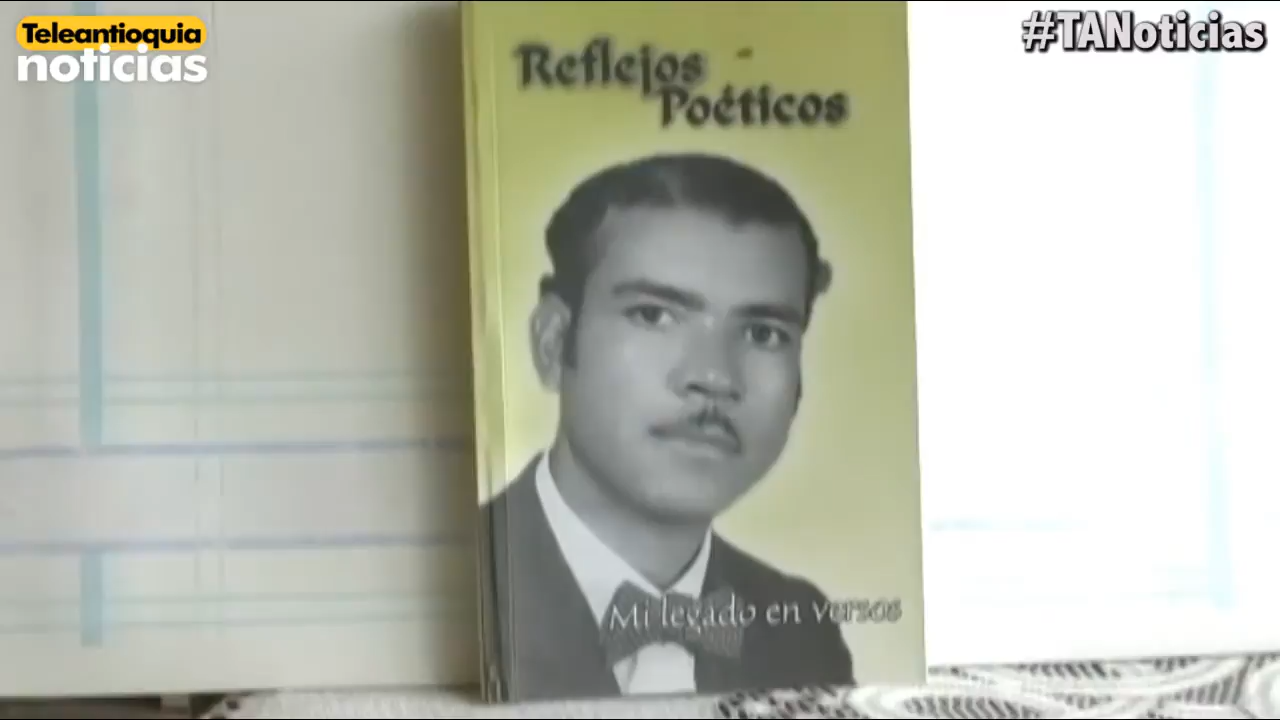 Teleantioquia
noticias
#TANoticias
Reflejos
Poéticos
Mi legado en versos